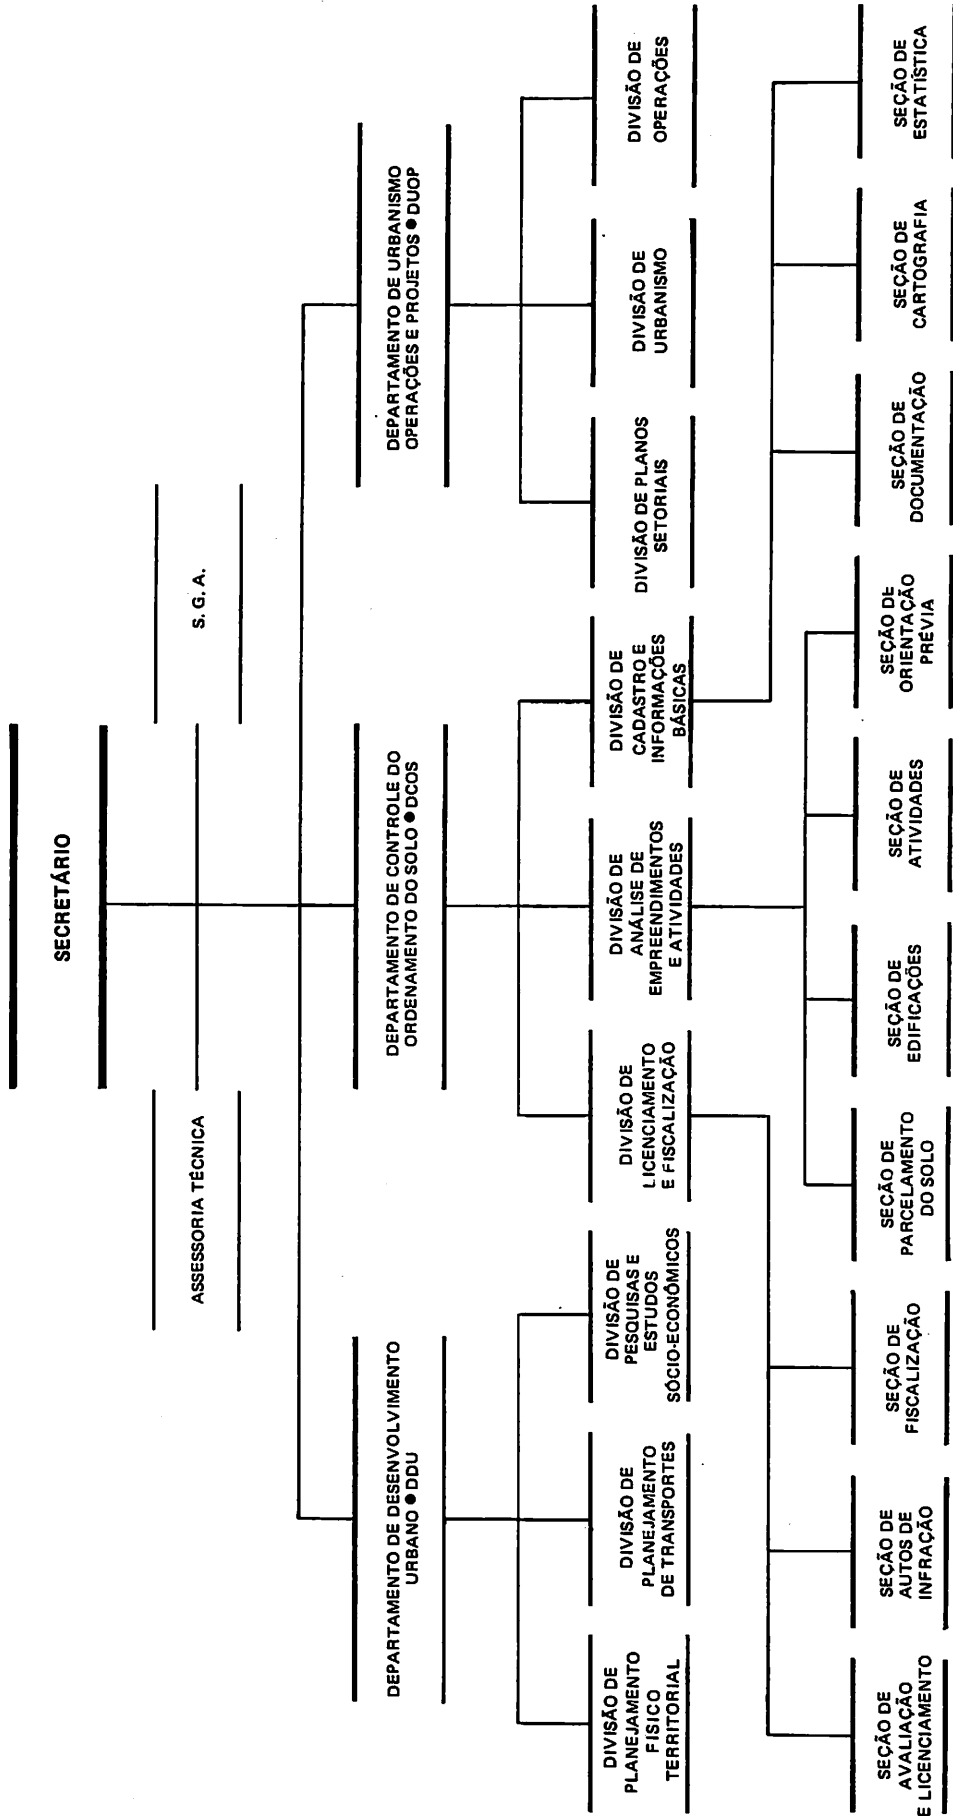 SECRETÁRIO
ASSESSORIA TÉCNICA
S. G. A.
DEPARTAMENTO DE DESENVOLVIMENTO
URBANO ● DDU
DEPARTAMENTO DE CONTROLE DO
ORDENAMENTO DO SOLO ● DCOS
DEPARTAMENTO DE URBANISMO
OPERAÇÕES E PROJETOS ● DUOP
DIVISÃO DE
PLANEJAMENTO
FISICO
TERRITORIAL
DIVISÃO DE
PLANEJAMENTO
DE TRANSPORTES
DIVISÃO DE
PESQUISAS E
ESTUDOS
SÓCIO-ECONÔMICOS
DIVISÃO DE
LICENCIAMENTO
E FISCALIZAÇÃO
DIVISÃO DE
ANÁLISE DE
EMPREENDIMENTOS
E ATIVIDADES
DIVISÃO DE
CADASTRO E
INFORMAÇÕES
BÁSICAS
DIVISÃO DE PLANOS
SETORIAIS
DIVISÃO DE
URBANISMO
DIVISÃO DE
OPERAÇÕES
SEÇÃO DE
AVALIAÇÃO
E LICENCIAMENTO
SEÇÃO DE
AUTOS DE
INFRAÇÃO
SEÇÃO DE
FISCALIZAÇÃO
SEÇÃO DE
PARCELAMENTO
DO SOLO
SEÇÃO DE
EDIFICAÇÕES
SEÇÃO DE
ATIVIDADES
SEÇÃO DE
ORIENTAÇÃO
PRÉVIA
SEÇÃO DE
DOCUMENTAÇÃO
SEÇÃO DE
CARTOGRAFIA
SEÇÃO DE
ESTATÍSTICA